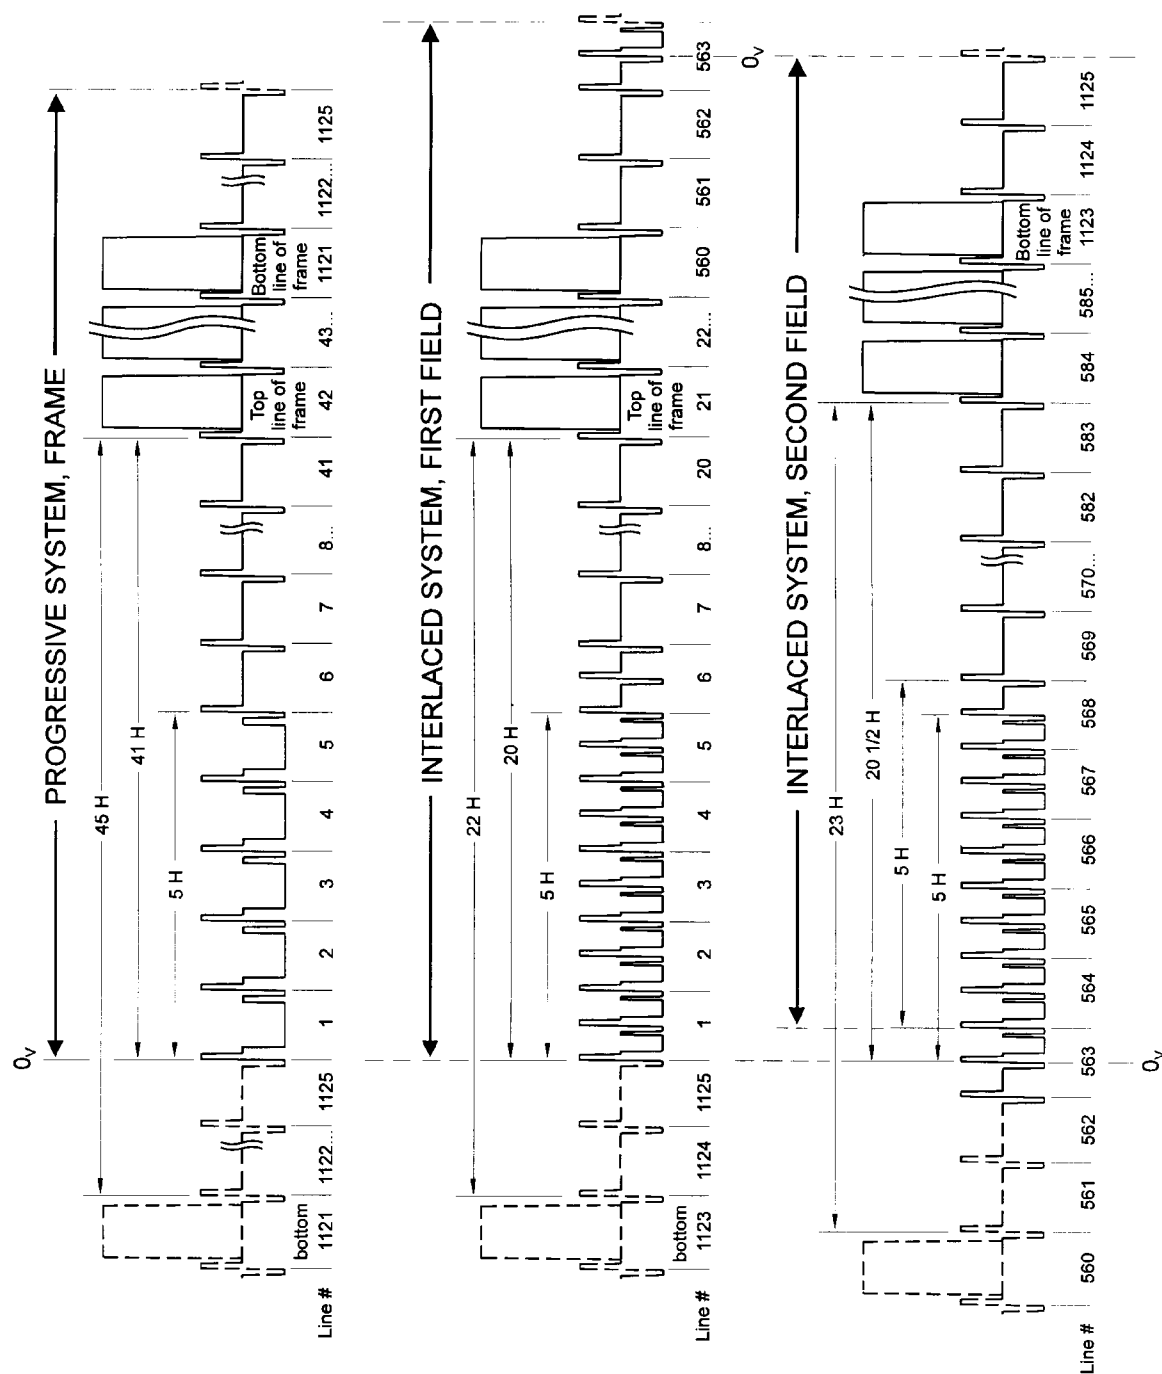 PROGRESSIVE SYSTEM, FRAME
0V
45 H
41 H
5 H
Line #
bottom
1121
1122...
1125
1
2
3
4
5
6
7
8...
41
42
Top
line of
frame
43...
1121
Bottom
line of
frame
1122...
1125
INTERLACED SYSTEM, FIRST FIELD
22 H
20 H
5 H
Line #
bottom
1123
1124
1125
1
2
3
4
5
6
7
8...
20
21
Top
line of
frame
22...
560
561
562
563
0V
INTERLACED SYSTEM, SECOND FIELD
23 H
20 1/2 H
5 H
5 H
Line #
560
561
562
563
564
565
566
567
568
569
570...
582
583
584
585...
1123
Bottom
line of
frame
1124
1125
0V